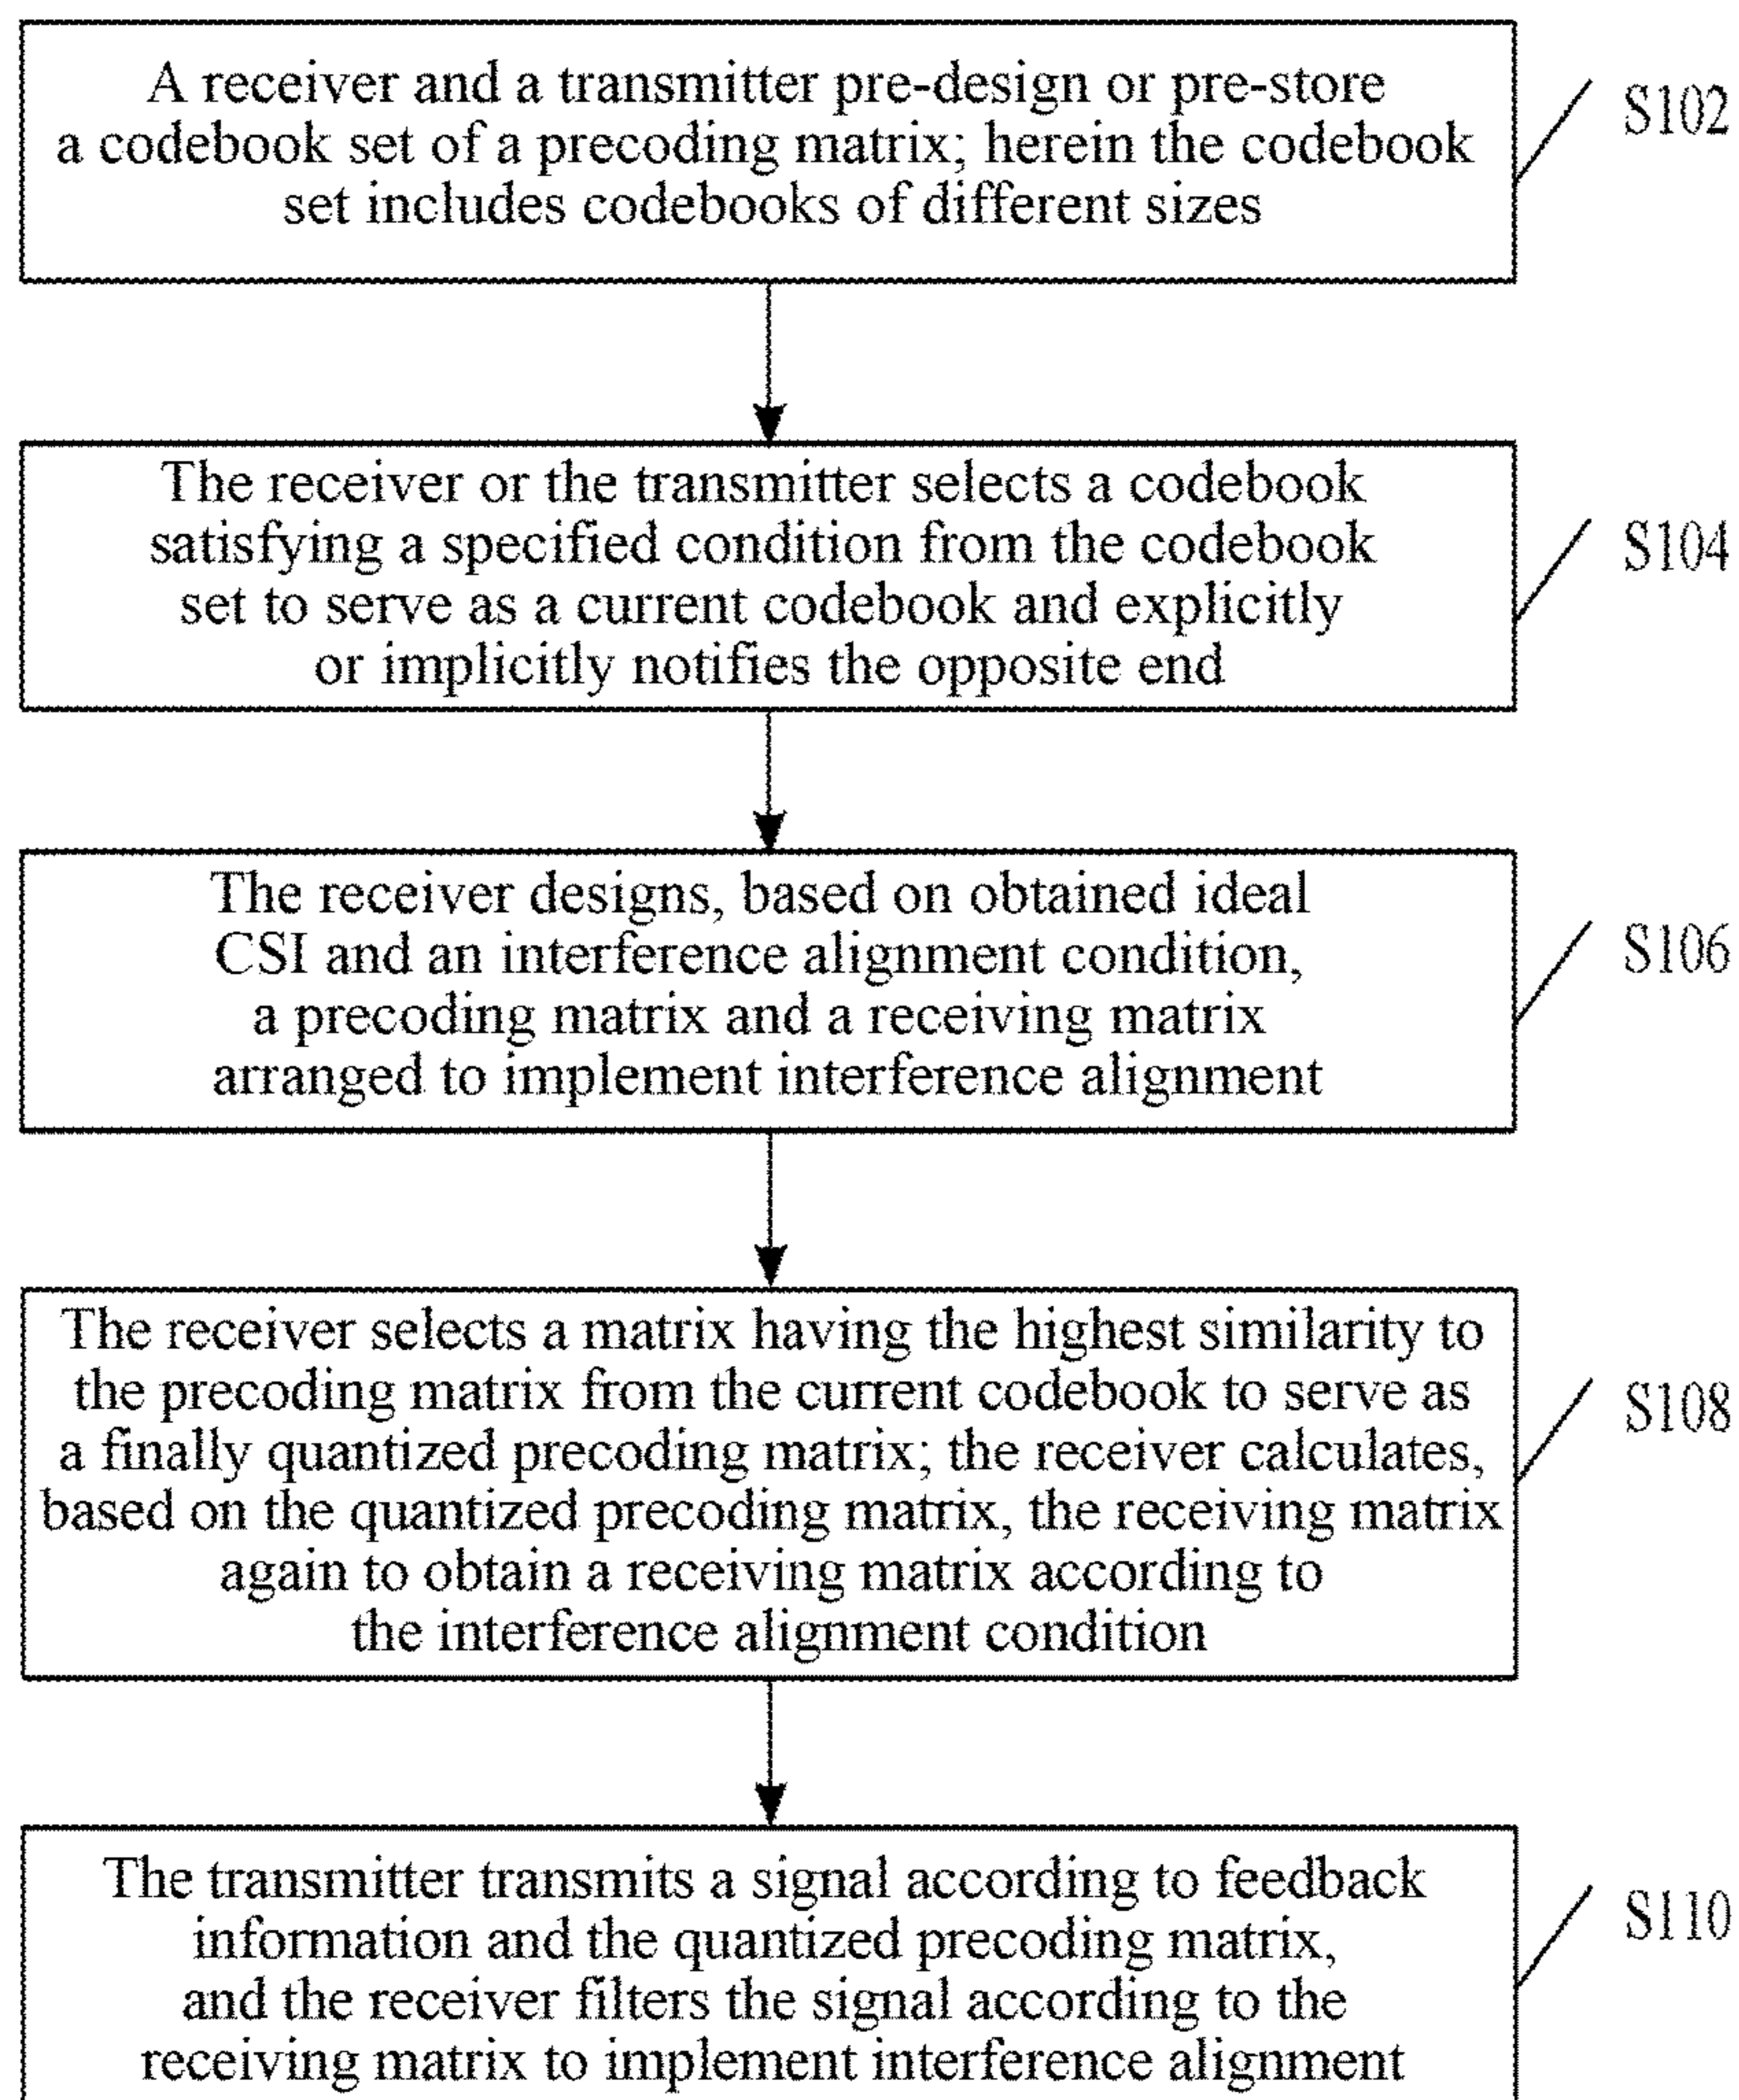 A receiver and a transmitter pre-design or pre-store
a codebook set of a precoding matrix; herein the codebook
set includes codebooks of different sizes
S102
The receiver or the transmitter selects a codebook
satisfying a specified condition from the codebook
set to serve as a current codebook and explicitly
or implicitly notifies the opposite end
S104
The receiver designs, based on obtained ideal
CSI and an interference alignment condition,
a precoding matrix and a receiving matrix
arranged to implement interference alignment
S106
The receiver selects a matrix having the highest similarity to
the precoding matrix from the current codebook to serve as
a finally quantized precoding matrix; the receiver calculates,
based on the quantized precoding matrix, the receiving matrix
again to obtain a receiving matrix according to
the interference alignment condition
S108
The transmitter transmits a signal according to feedback
information and the quantized precoding matrix,
and the receiver filters the signal according to the
receiving matrix to implement interference alignment
S110